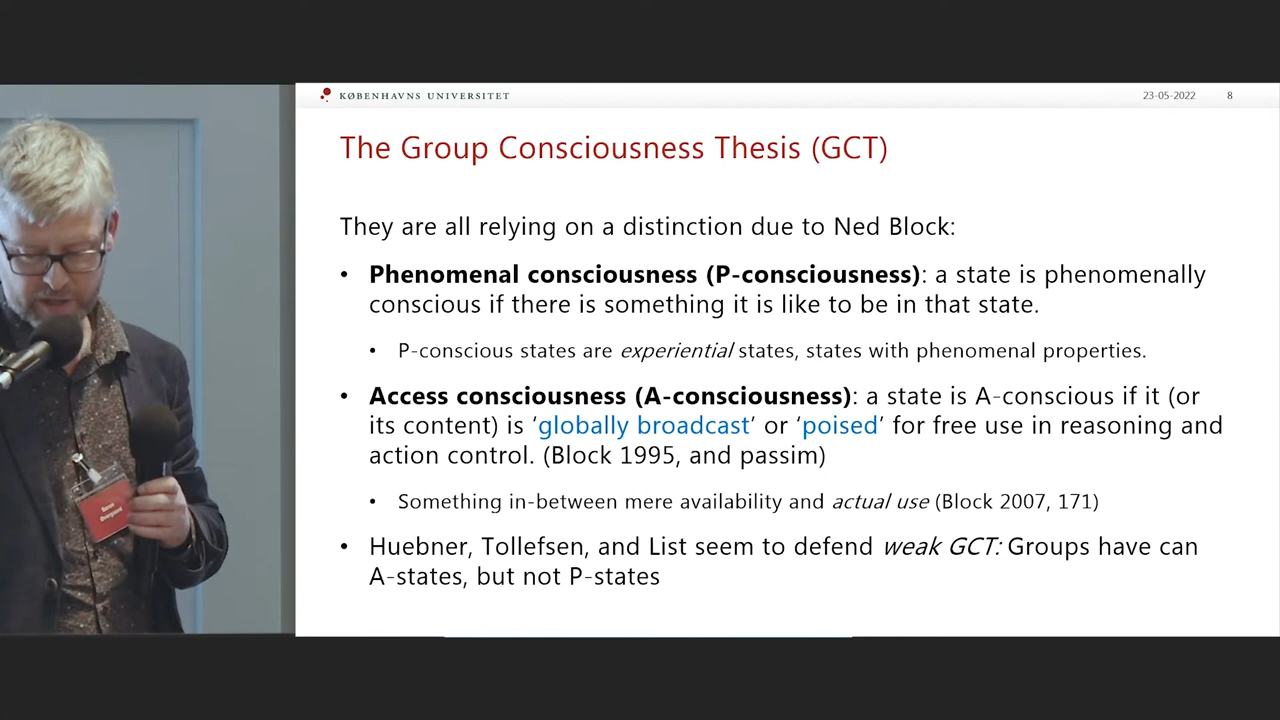 KØBENHAVNS UNIVERSITET
23-05-2022 8
The Group Consciousness Thesis (GCT)
They are all relying on a distinction due to Ned Block:
• Phenomenal consciousness (P-consciousness): a state is phenomenally
conscious if there is something it is like to be in that state.
• P-conscious states are experiential states, states with phenomenal properties.
• Access consciousness (A-consciousness): a state is A-conscious if it (or
its content) is ‘globally broadcast’ or ‘poised’ for free use in reasoning and
action control. (Block 1995, and passim)
• Something in-between mere availability and actual use (Block 2007, 171)
• Huebner, Tollefsen, and List seem to defend weak GCT: Groups have can
A-states, but not P-states
Overgaard